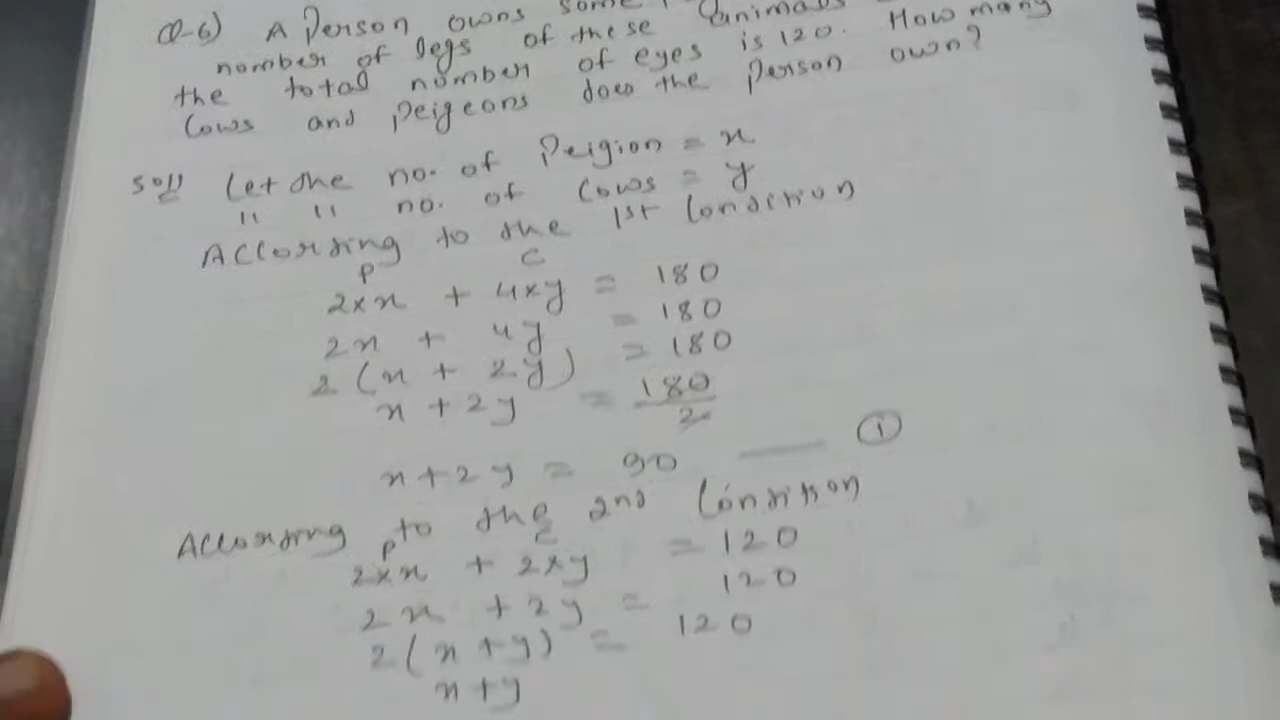 Q-6) A Person owns some
number of legs of these animals
the total number of eyes is 120. How many
Cows and peigeons does the person own?
Soll Let the no. of Peigion = x
" " no. of Cows = y
According to the 1st Condition
P C
2×x + 4×y = 180
2x + 4y = 180
2(x + 2y) = 180
x + 2y = 180/2
x + 2y = 90 —— ①
According to the 2nd Condition
P C
2×x + 2×y = 120
2x + 2y = 120
2(x + y) = 120
x + y